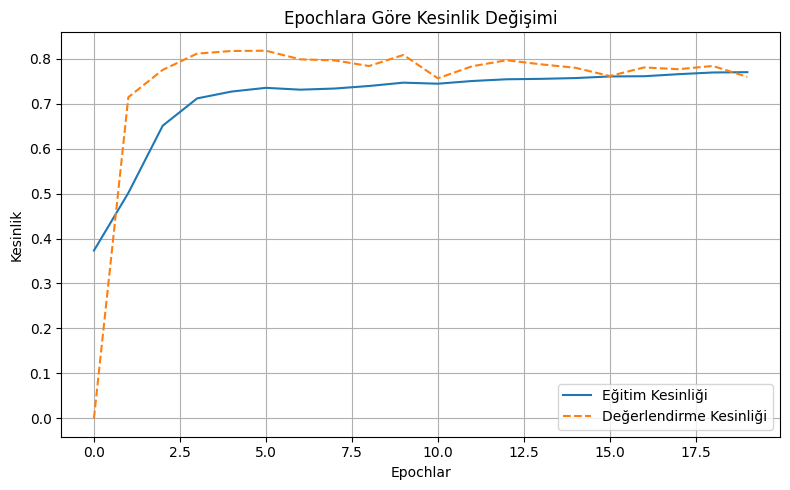 Epochlara Göre Kesinlik Değişimi
0.8
0.7
0.6
0.5
0.4
0.3
0.2
0.1
0.0
Kesinlik
Eğitim Kesinliği
Değerlendirme Kesinliği
0.0 2.5 5.0 7.5 10.0 12.5 15.0 17.5
Epochlar